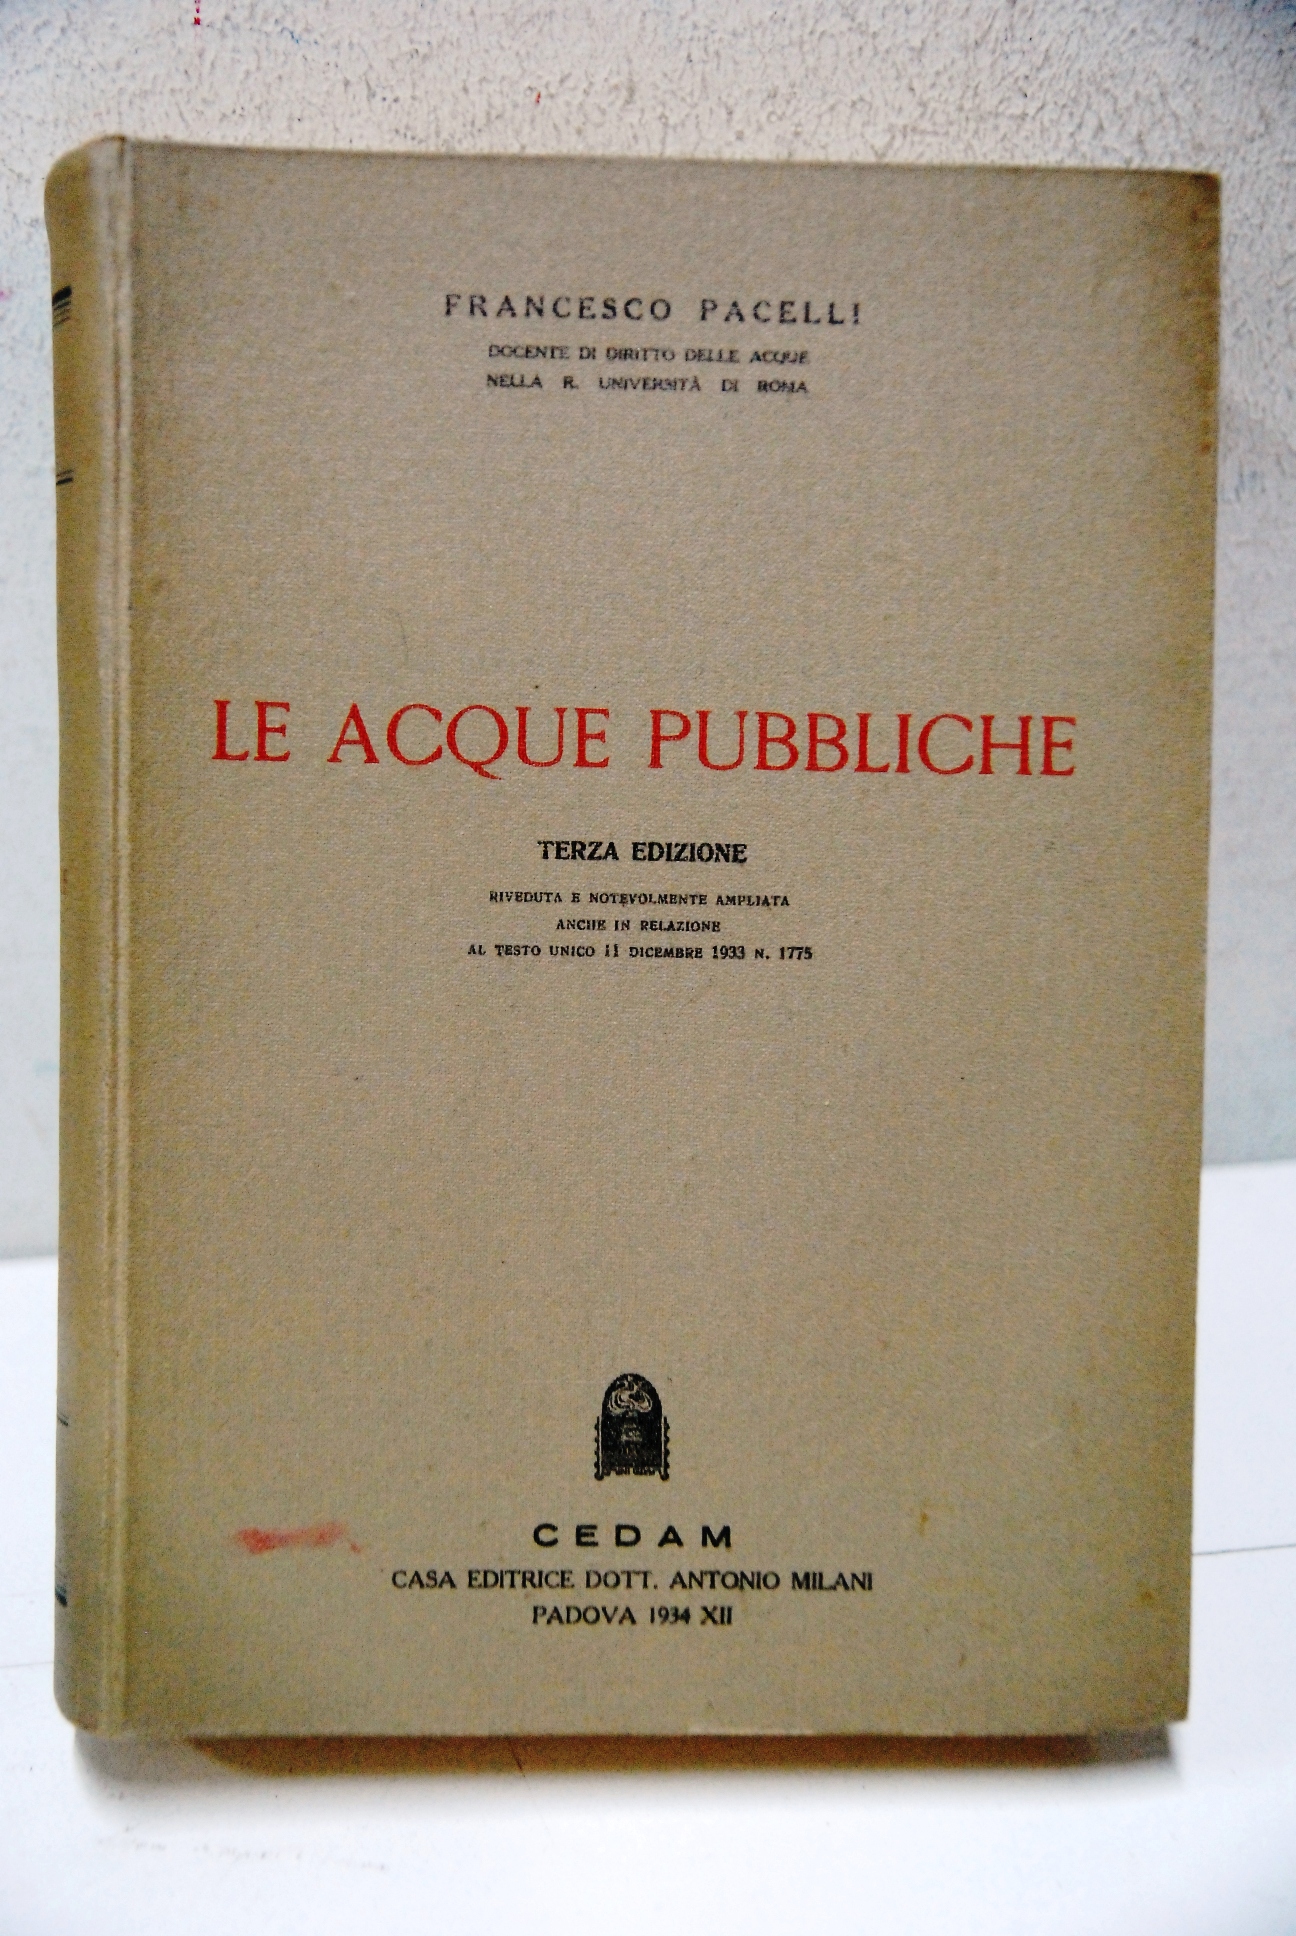 FRANCESCO PACELLI
DOCENTE DI DIRITTO DELLE ACQUE
NELLA R. UNIVERSITÀ DI ROMA
LE ACQUE PUBBLICHE
TERZA EDIZIONE
RIVEDUTA E NOTEVOLMENTE AMPLIATA
ANCHE IN RELAZIONE
AL TESTO UNICO 11 DICEMBRE 1933 N. 1775
CEDAM
CASA EDITRICE DOTT. ANTONIO MILANI
PADOVA 1934 XII